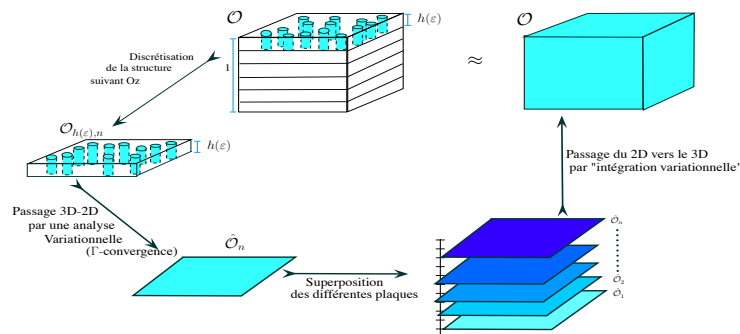 𝒪
h(ε)
𝒪
Discrétisation
de la structure
suivant Oz
1
≈
𝒪_{h(ε),n}
h(ε)
Passage du 2D vers le 3D
par "intégration variationnelle"
Passage 3D-2D
par une analyse
Variationnelle
(Γ-convergence)
𝒪̂_n
Superposition
des différentes plaques
𝒪̂_n
𝒪̂_2
𝒪̂_1